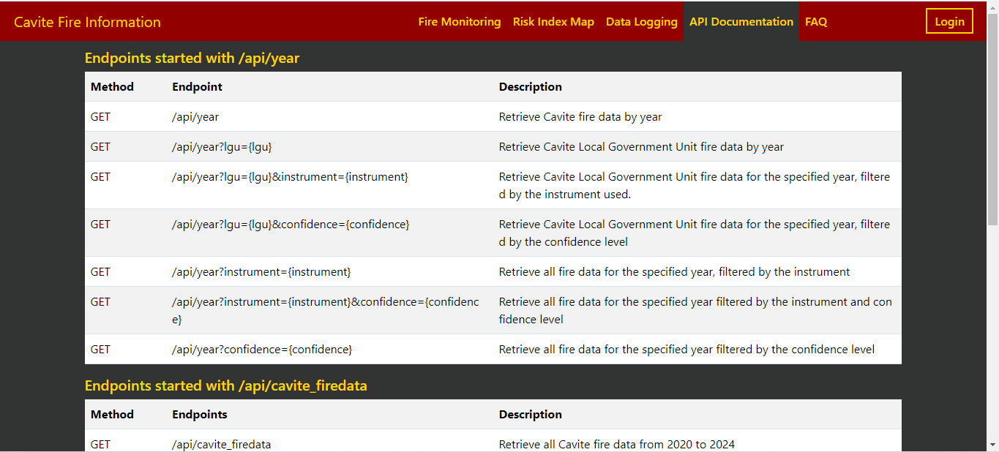 Cavite Fire Information
Fire Monitoring Risk Index Map Data Logging API Documentation FAQ Login
Endpoints started with /api/year
Method Endpoint Description
GET /api/year Retrieve Cavite fire data by year
GET /api/year?lgu={lgu} Retrieve Cavite Local Government Unit fire data by year
GET /api/year?lgu={lgu}&instrument={instrument} Retrieve Cavite Local Government Unit fire data for the specified year, filtere
d by the instrument used.
GET /api/year?lgu={lgu}&confidence={confidence} Retrieve Cavite Local Government Unit fire data for the specified year, filtere
d by the confidence level
GET /api/year?instrument={instrument} Retrieve all fire data for the specified year, filtered by the instrument
GET /api/year?instrument={instrument}&confidence={confidenc Retrieve all fire data for the specified year filtered by the instrument and con
e} fidence level
GET /api/year?confidence={confidence} Retrieve all fire data for the specified year filtered by the confidence level
Endpoints started with /api/cavite_firedata
Method Endpoints Description
GET /api/cavite_firedata Retrieve all Cavite fire data from 2020 to 2024